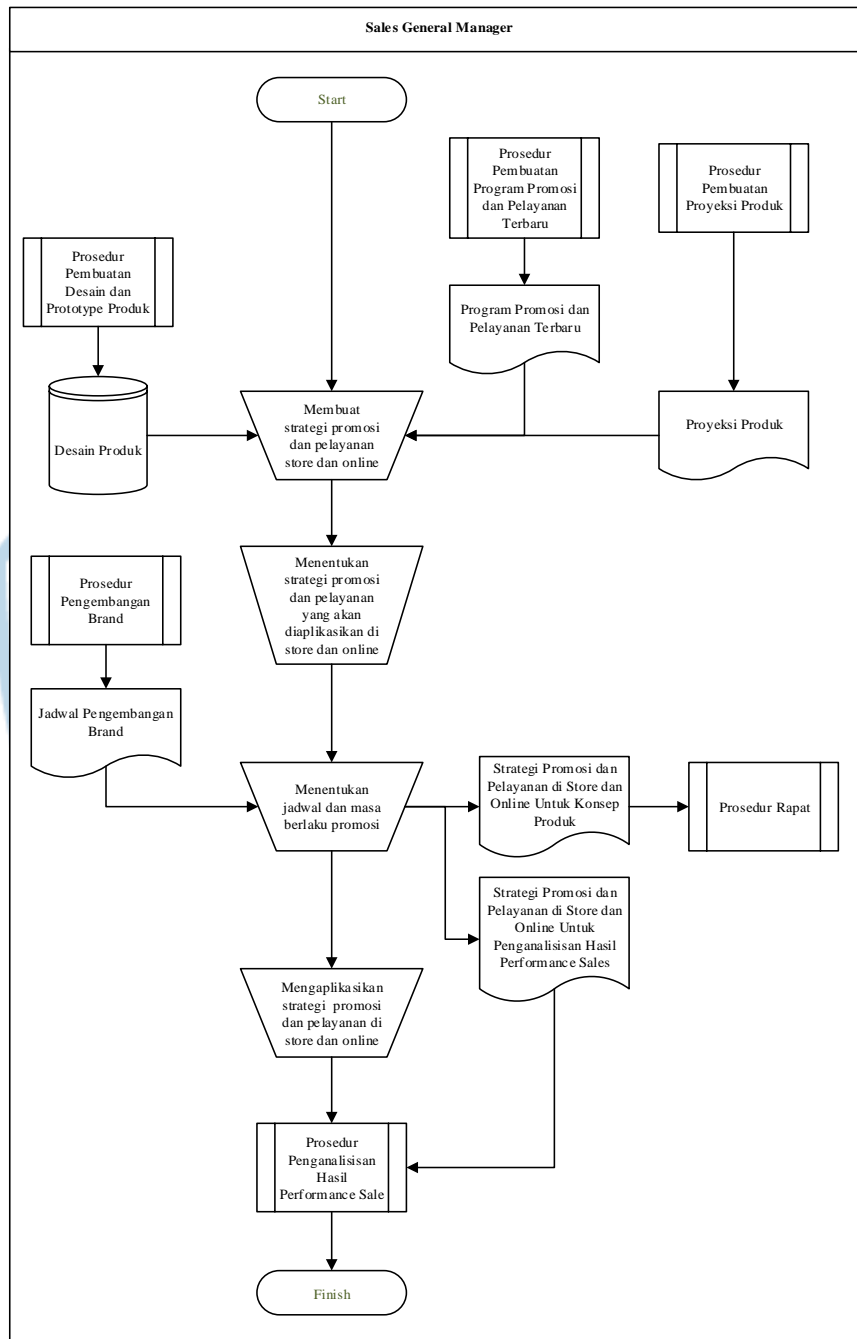 Sales General Manager
Start
Prosedur
Pembuatan
Program Promosi
dan Pelayanan
Terbaru
Prosedur
Pembuatan
Proyeksi Produk
Prosedur
Pembuatan
Desain dan
Prototype Produk
Program Promosi dan
Pelayanan Terbaru
Desain Produk
Membuat
strategi promosi
dan pelayanan
store dan online
Proyeksi Produk
Menentukan
strategi promosi
dan pelayanan
yang akan
diaplikasikan di
store dan online
Prosedur
Pengembangan
Brand
Jadwal Pengembangan
Brand
Menentukan
jadwal dan masa
berlaku promosi
Strategi Promosi dan
Pelayanan di Store dan
Online Untuk Konsep
Produk
Prosedur Rapat
Strategi Promosi dan
Pelayanan di Store dan
Online Untuk
Penganalisisan Hasil
Performance Sales
Mengaplikasikan
strategi promosi
dan pelayanan di
store dan online
Prosedur
Penganalisisan
Hasil
Performance Sale
Finish